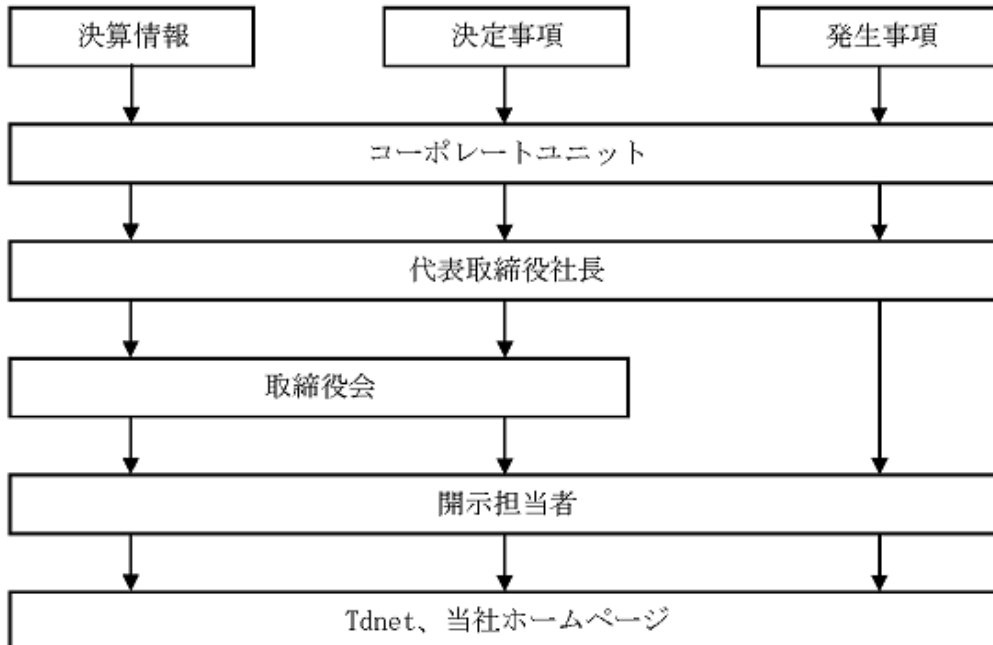 決算情報
決定事項
発生事項
コーポレートユニット
代表取締役社長
取締役会
開示担当者
Tdnet、当社ホームページ